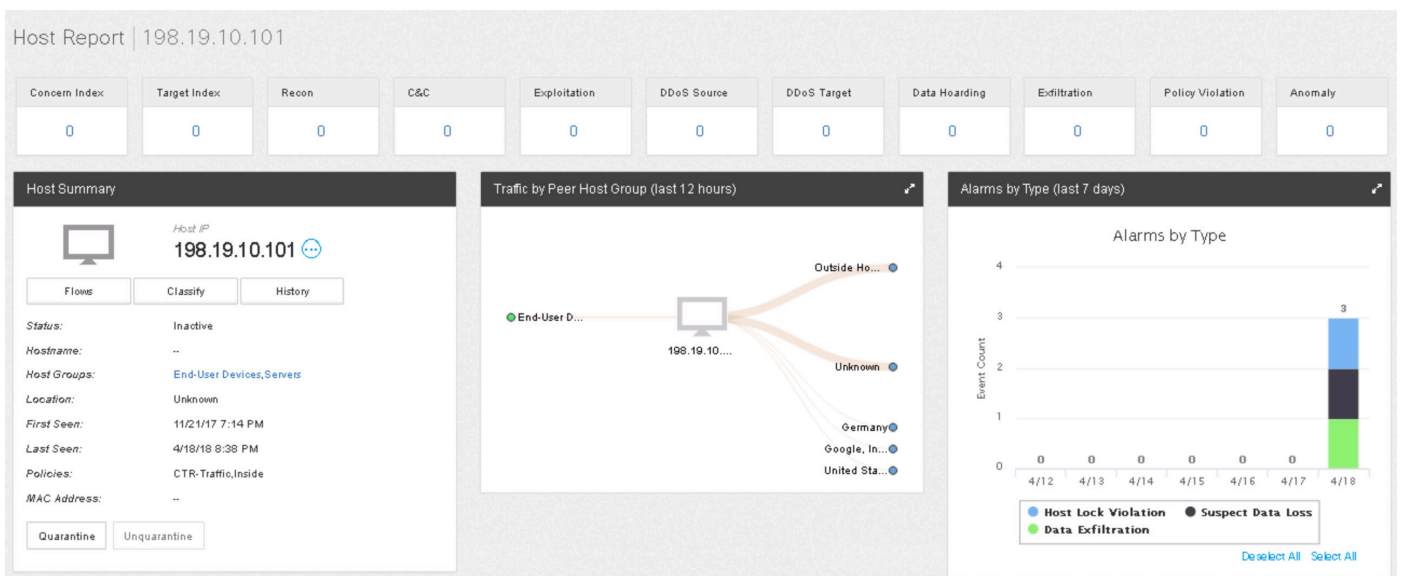 Host Report | 198.19.10.101
Concern Index Target Index Recon C&C Exploitation DDoS Source DDoS Target Data Hoarding Exfiltration Policy Violation Anomaly
0 0 0 0 0 0 0 0 0 0 0
Host Summary
Host IP
198.19.10.101
Flows Classify History
Status: Inactive
Hostname: --
Host Groups: End-User Devices,Servers
Location: Unknown
First Seen: 11/21/17 7:14 PM
Last Seen: 4/18/18 8:38 PM
Policies: CTR-Traffic,Inside
MAC Address: --
Quarantine Unquarantine
Traffic by Peer Host Group (last 12 hours)
Outside Ho...
End-User D...
198.19.10....
Unknown
Germany
Google, In...
United Sta...
Alarms by Type (last 7 days)
Alarms by Type
4
3
2
1
0
Event Count
3
0 0 0 0 0 0
4/12 4/13 4/14 4/15 4/16 4/17 4/18
Host Lock Violation Suspect Data Loss
Data Exfiltration
Deselect All Select All